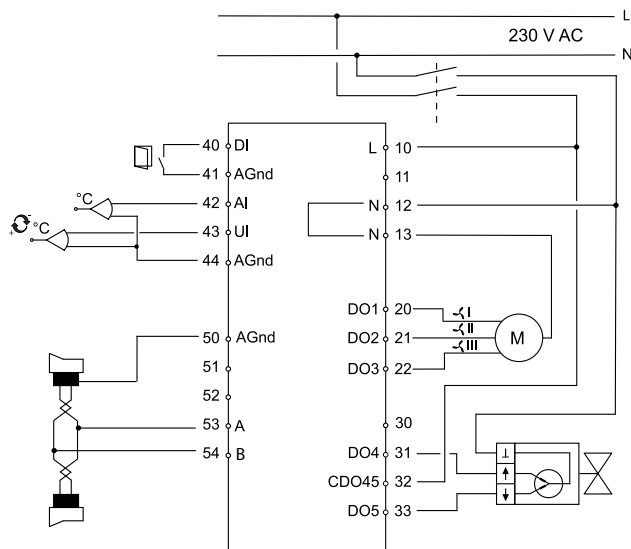 L
230 V AC
N
40 DI
L 10
41 AGnd
11
°C
42 AI
N 12
°C
43 UI
N 13
44 AGnd
DO1 20
I
50 AGnd
DO2 21
II
M
51
DO3 22
III
52
53 A
30
54 B
DO4 31
CDO45 32
DO5 33